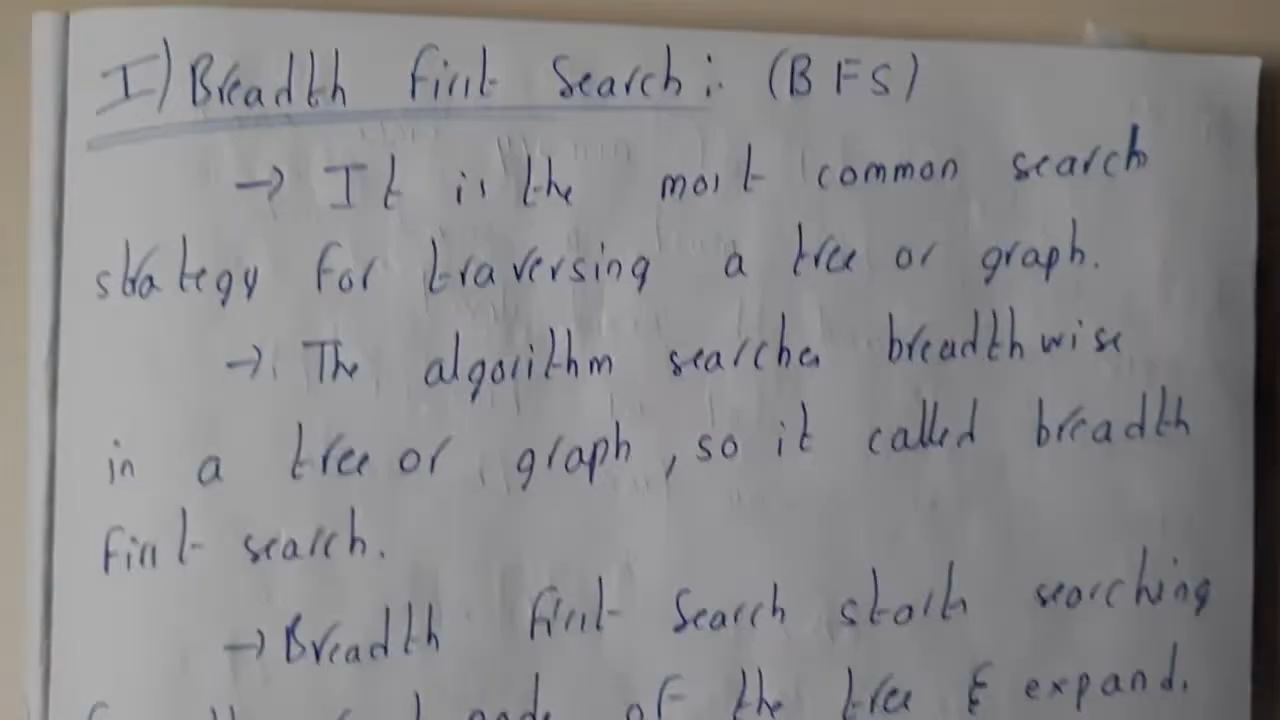 I) Breadth First Search: (BFS)
→ It is the most common search
strategy for traversing a tree or graph.
→ The algorithm searches breadthwise
in a tree or graph, so it called breadth
first search.
→ Breadth first search starts searching
node of the tree & expand.